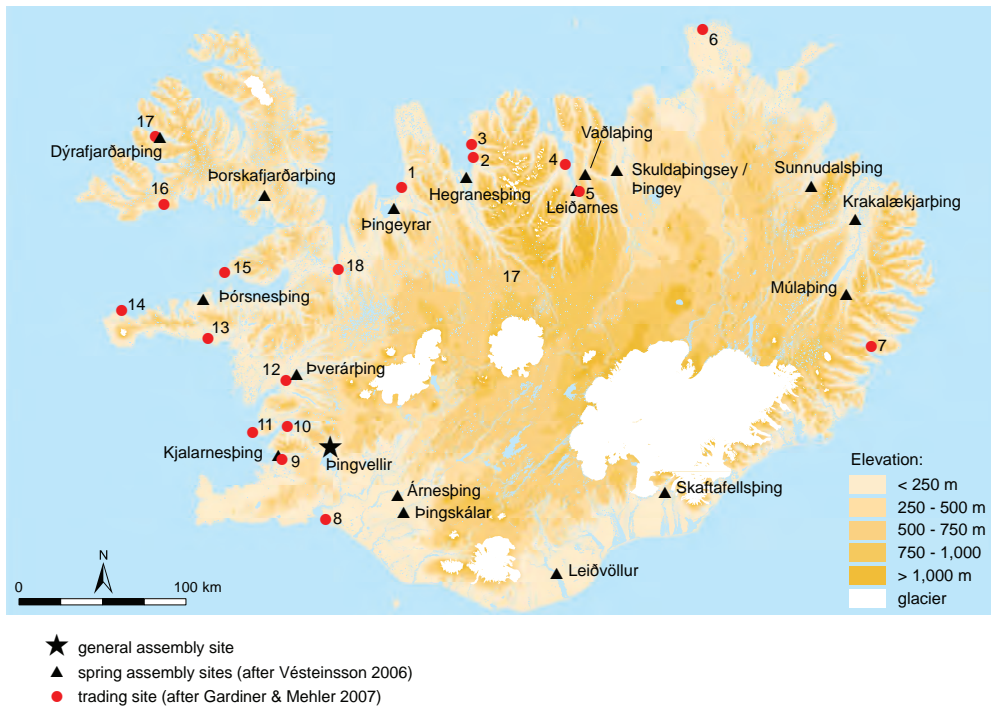 6
17
3
Vaðlaþing
Dýrafjarðarþing
2
4
Skuldaþingsey /
Þingey
Sunnudalsþing
Þorskafjarðarþing
1
Hegranesþing
5
Leiðarnes
16
Krakalækjarþing
Þingeyrar
15
18
17
Múlaþing
14
Þórsnesþing
13
7
12
Þverárþing
11
10
Kjalarnesþing
9
Þingvellir
Árnesþing
Þingskálar
Skaftafellsþing
8
Leiðvöllur
Elevation:
< 250 m
250 - 500 m
500 - 750 m
750 - 1,000
> 1,000 m
glacier
N
0
100 km
general assembly site
spring assembly sites (after Vésteinsson 2006)
trading site (after Gardiner & Mehler 2007)